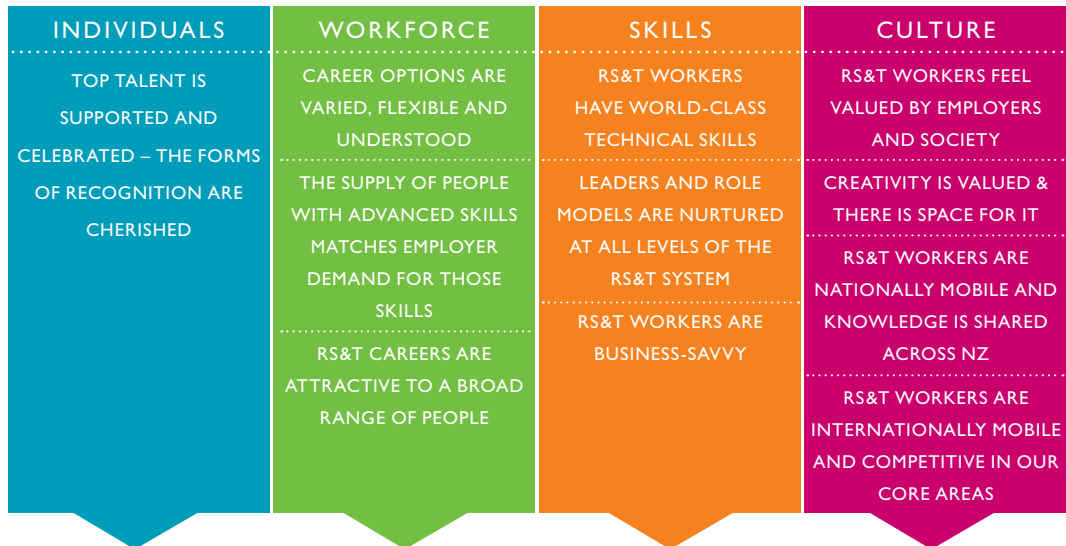 INDIVIDUALS
TOP TALENT IS
SUPPORTED AND
CELEBRATED – THE FORMS
OF RECOGNITION ARE
CHERISHED
WORKFORCE
CAREER OPTIONS ARE
VARIED, FLEXIBLE AND
UNDERSTOOD
THE SUPPLY OF PEOPLE
WITH ADVANCED SKILLS
MATCHES EMPLOYER
DEMAND FOR THOSE
SKILLS
RS&T CAREERS ARE
ATTRACTIVE TO A BROAD
RANGE OF PEOPLE
SKILLS
RS&T WORKERS
HAVE WORLD-CLASS
TECHNICAL SKILLS
LEADERS AND ROLE
MODELS ARE NURTURED
AT ALL LEVELS OF THE
RS&T SYSTEM
RS&T WORKERS ARE
BUSINESS-SAVVY
CULTURE
RS&T WORKERS FEEL
VALUED BY EMPLOYERS
AND SOCIETY
CREATIVITY IS VALUED &
THERE IS SPACE FOR IT
RS&T WORKERS ARE
NATIONALLY MOBILE AND
KNOWLEDGE IS SHARED
ACROSS NZ
RS&T WORKERS ARE
INTERNATIONALLY MOBILE
AND COMPETITIVE IN OUR
CORE AREAS